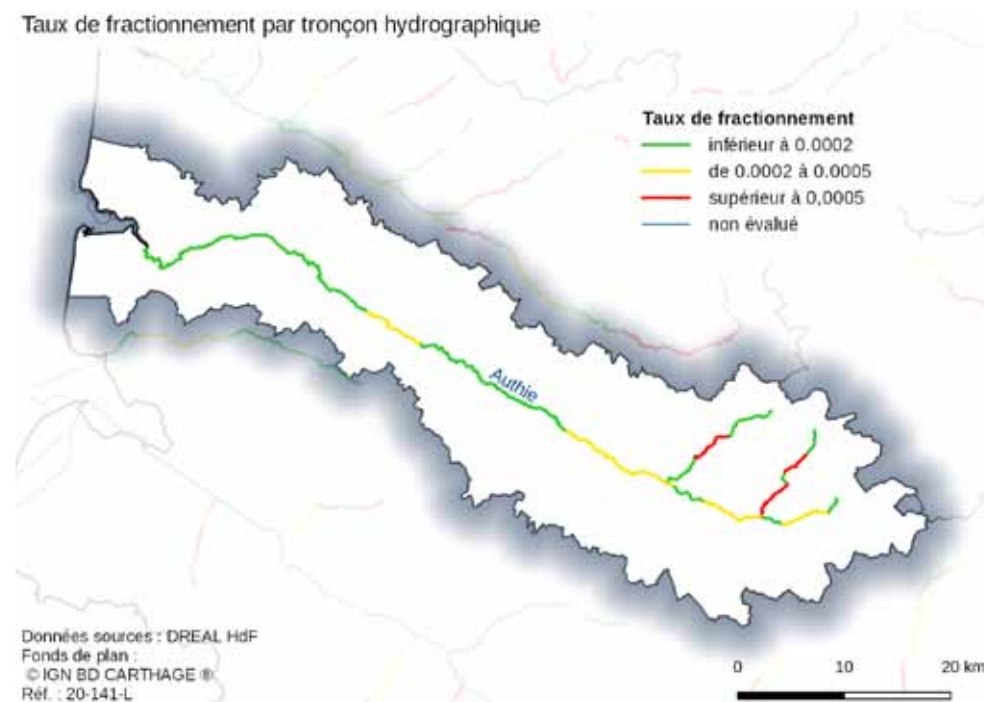 Taux de fractionnement par tronçon hydrographique
Taux de fractionnement
inférieur à 0.0002
de 0.0002 à 0.0005
supérieur à 0,0005
non évalué
Authie
Données sources : DREAL HdF
Fonds de plan :
© IGN BD CARTHAGE ®
Réf. : 20-141-L
0 10 20 km